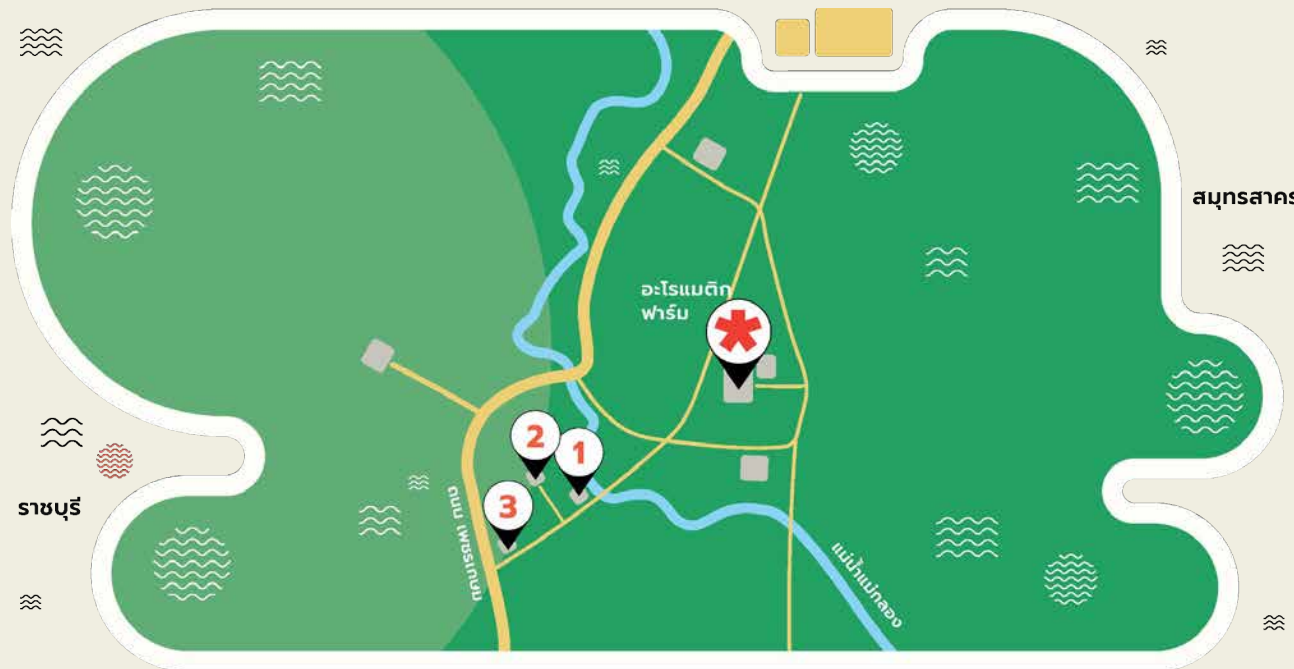 สมุทรสาคร
อะโรแมติก
ฟาร์ม
*
2
1
3
ราชบุรี
ถนน เพชรเกษม
แม่น้ำแม่กลอง